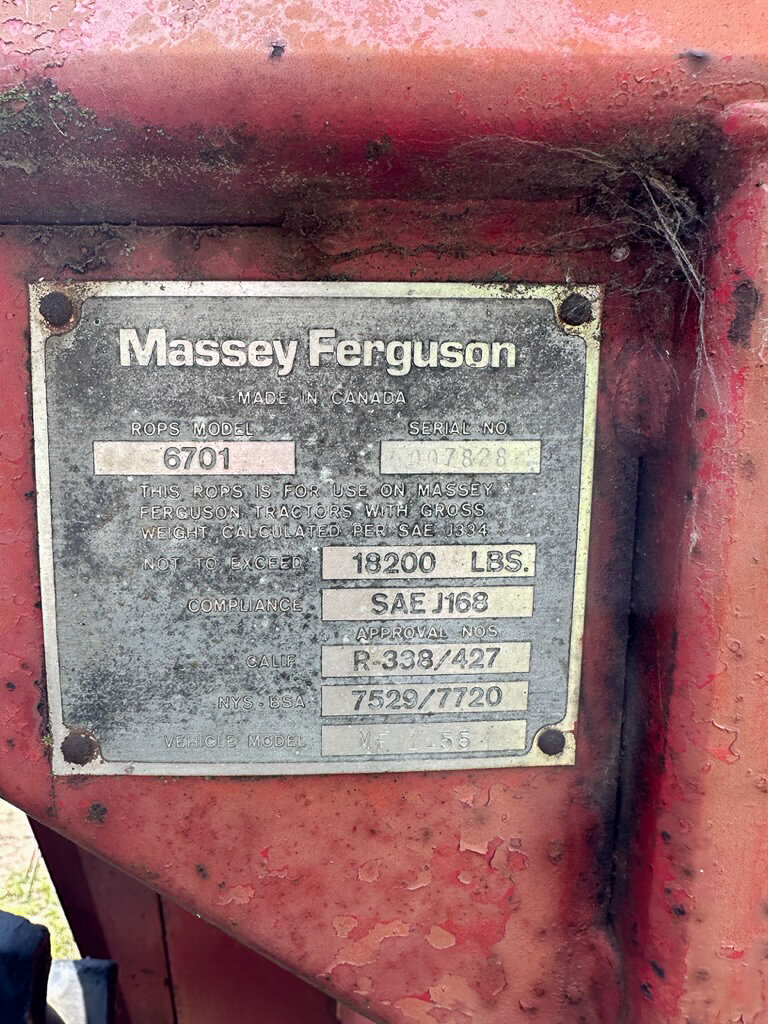 Massey Ferguson
MADE IN CANADA
ROPS MODEL SERIAL NO.
6701 007828
THIS ROPS IS FOR USE ON MASSEY
FERGUSON TRACTORS WITH GROSS
WEIGHT CALCULATED PER SAE J334
NOT TO EXCEED 18200 LBS.
COMPLIANCE SAE J168
APPROVAL NOS
CALIF. R-338/427
NYS-BSA 7529/7720
VEHICLE MODEL MF